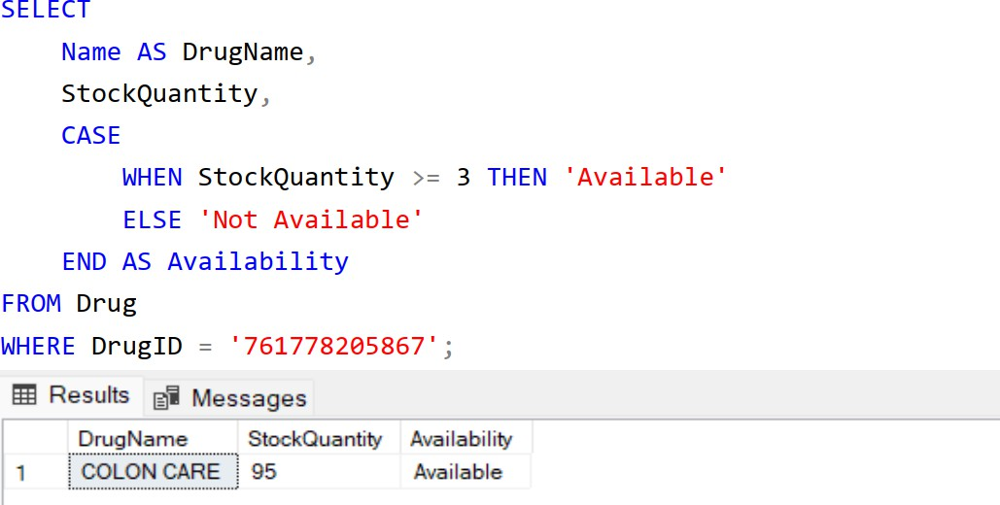 SELECT
Name AS DrugName,
StockQuantity,
CASE
WHEN StockQuantity >= 3 THEN 'Available'
ELSE 'Not Available'
END AS Availability
FROM Drug
WHERE DrugID = '761778205867';
Results Messages
DrugName StockQuantity Availability
1 COLON CARE 95 Available